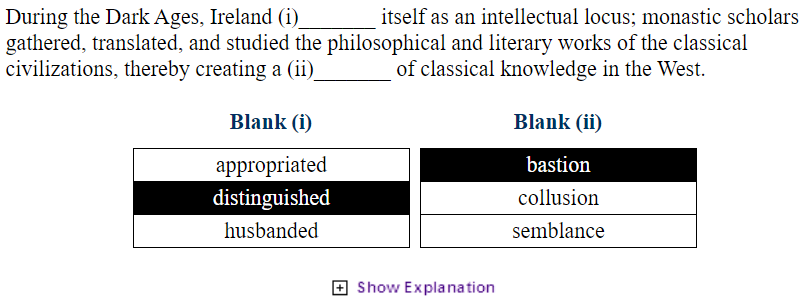 During the Dark Ages, Ireland (i)_______ itself as an intellectual locus; monastic scholars
gathered, translated, and studied the philosophical and literary works of the classical
civilizations, thereby creating a (ii)_______ of classical knowledge in the West.
Blank (i) Blank (ii)
appropriated bastion
distinguished collusion
husbanded semblance
Show Explanation